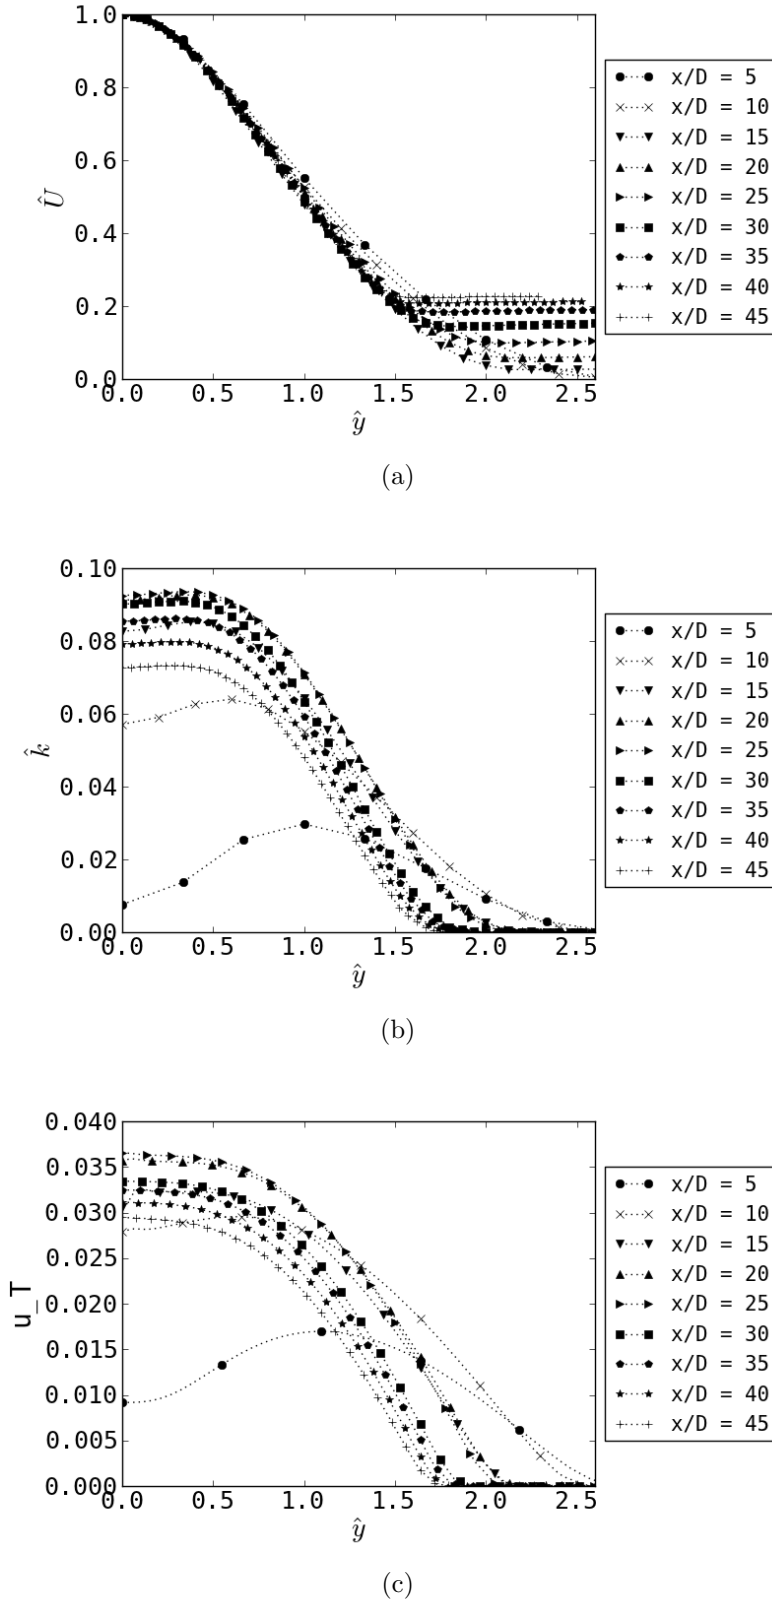 1.0
0.8
0.6
0.4
0.2
0.0
Û
0.0 0.5 1.0 1.5 2.0 2.5
ŷ
x/D = 5
x/D = 10
x/D = 15
x/D = 20
x/D = 25
x/D = 30
x/D = 35
x/D = 40
x/D = 45
(a)
0.10
0.08
0.06
0.04
0.02
0.00
k̂
0.0 0.5 1.0 1.5 2.0 2.5
ŷ
x/D = 5
x/D = 10
x/D = 15
x/D = 20
x/D = 25
x/D = 30
x/D = 35
x/D = 40
x/D = 45
(b)
0.040
0.035
0.030
0.025
0.020
0.015
0.010
0.005
0.000
u_T
0.0 0.5 1.0 1.5 2.0 2.5
ŷ
x/D = 5
x/D = 10
x/D = 15
x/D = 20
x/D = 25
x/D = 30
x/D = 35
x/D = 40
x/D = 45
(c)